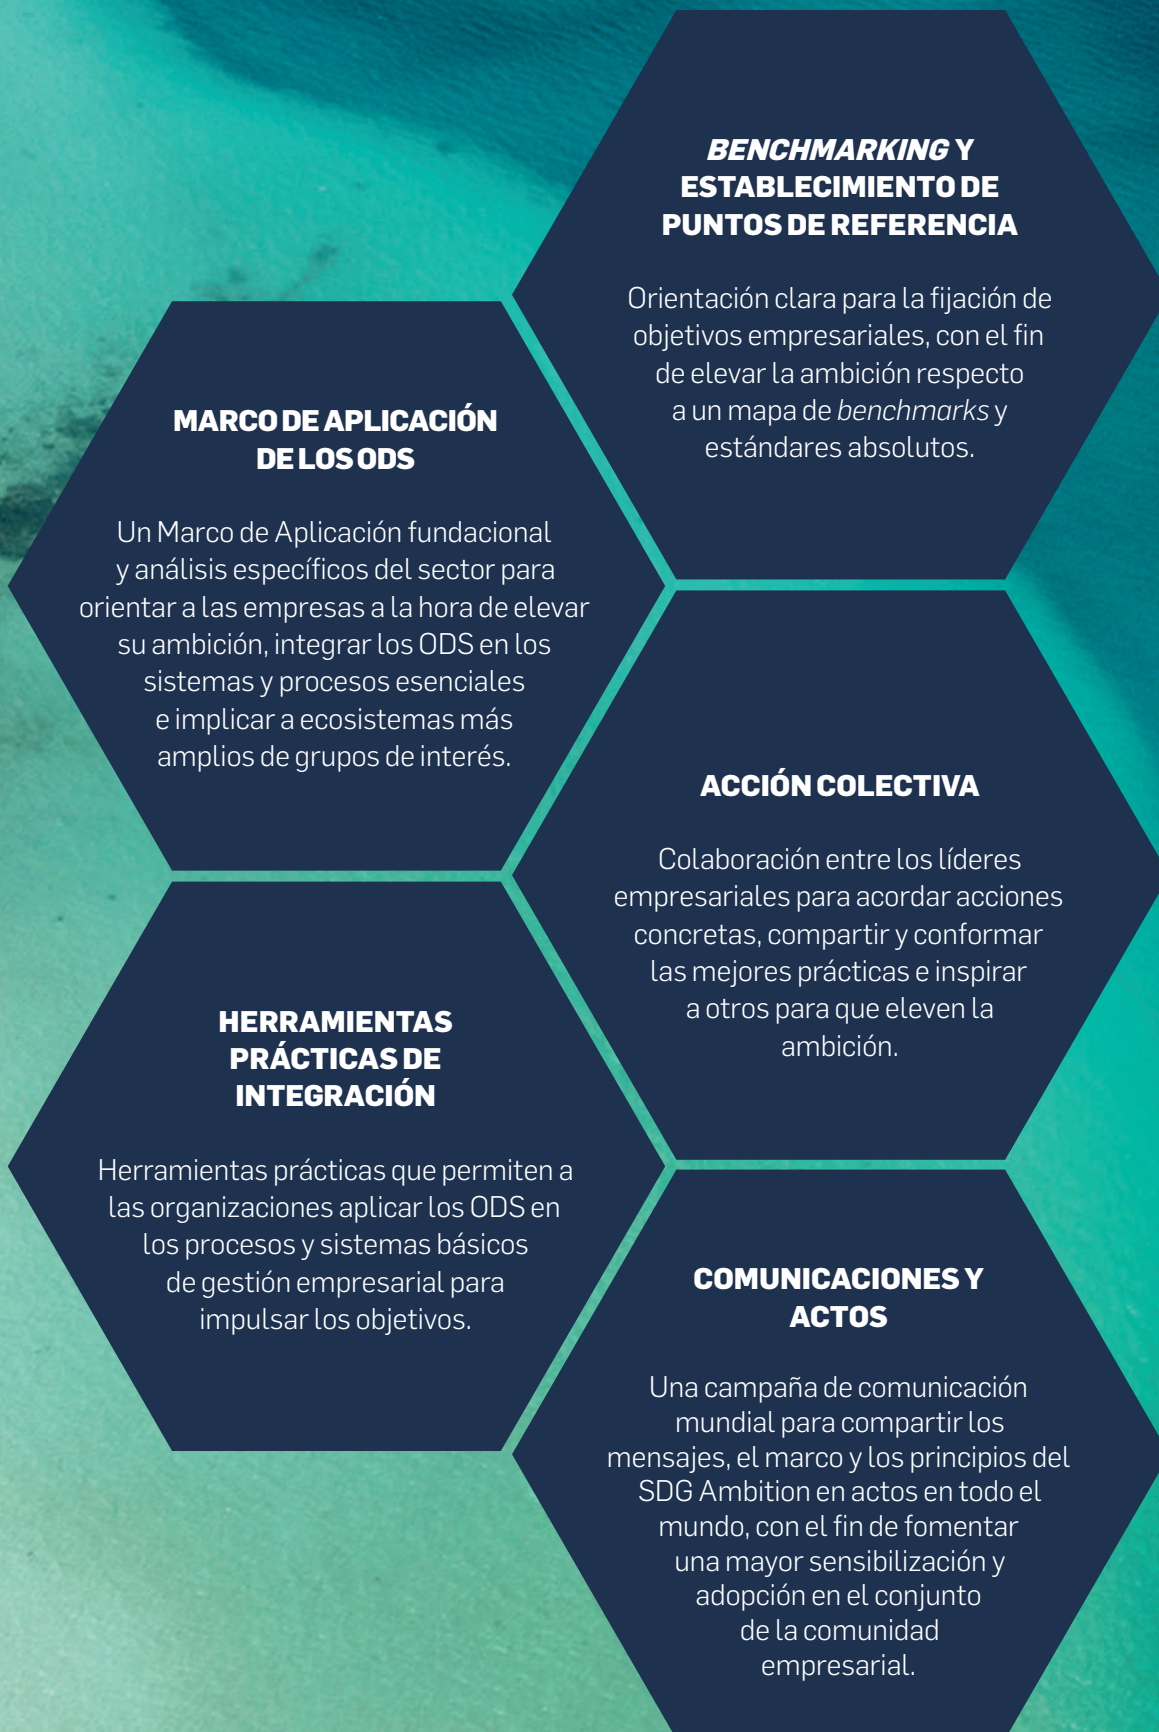 BENCHMARKING Y
ESTABLECIMIENTO DE
PUNTOS DE REFERENCIA
Orientación clara para la fijación de
objetivos empresariales, con el fin
de elevar la ambición respecto
a un mapa de benchmarks y
estándares absolutos.
MARCO DE APLICACIÓN
DE LOS ODS
Un Marco de Aplicación fundacional
y análisis específicos del sector para
orientar a las empresas a la hora de elevar
su ambición, integrar los ODS en los
sistemas y procesos esenciales
e implicar a ecosistemas más
amplios de grupos de interés.
ACCIÓN COLECTIVA
Colaboración entre los líderes
empresariales para acordar acciones
concretas, compartir y conformar
las mejores prácticas e inspirar
a otros para que eleven la
ambición.
HERRAMIENTAS
PRÁCTICAS DE
INTEGRACIÓN
Herramientas prácticas que permiten a
las organizaciones aplicar los ODS en
los procesos y sistemas básicos
de gestión empresarial para
impulsar los objetivos.
COMUNICACIONES Y
ACTOS
Una campaña de comunicación
mundial para compartir los
mensajes, el marco y los principios del
SDG Ambition en actos en todo el
mundo, con el fin de fomentar
una mayor sensibilización y
adopción en el conjunto
de la comunidad
empresarial.